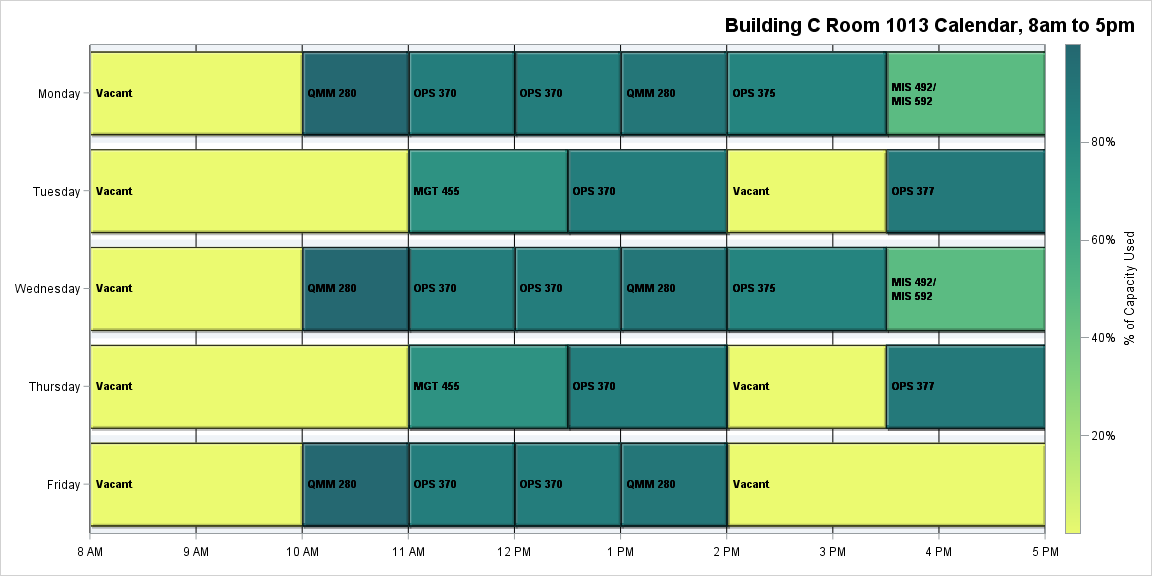 Building C Room 1013 Calendar, 8am to 5pm
Monday
Vacant
QMM 280
OPS 370
OPS 370
QMM 280
OPS 375
MIS 492/
MIS 592
Tuesday
Vacant
MGT 455
OPS 370
Vacant
OPS 377
Wednesday
Vacant
QMM 280
OPS 370
OPS 370
QMM 280
OPS 375
MIS 492/
MIS 592
Thursday
Vacant
MGT 455
OPS 370
Vacant
OPS 377
Friday
Vacant
QMM 280
OPS 370
OPS 370
QMM 280
Vacant
8 AM
9 AM
10 AM
11 AM
12 PM
1 PM
2 PM
3 PM
4 PM
5 PM
80%
60%
40%
20%
% of Capacity Used